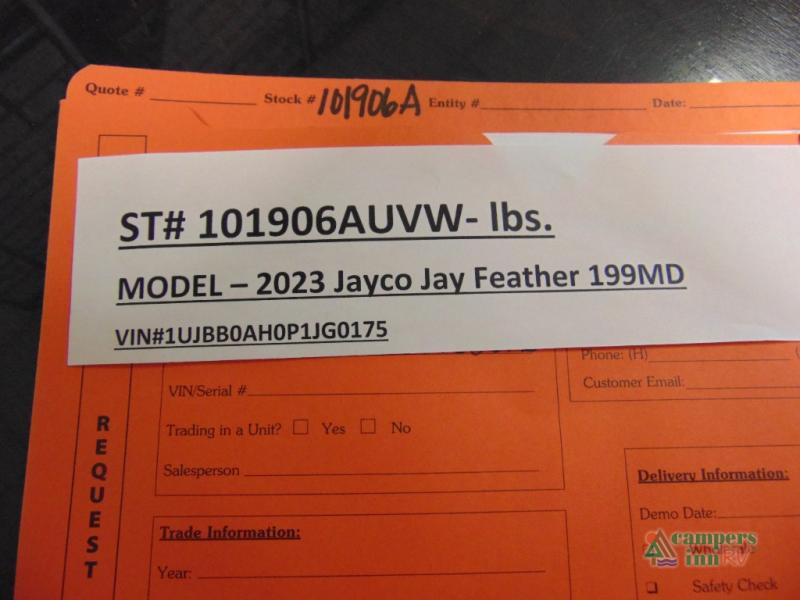 Quote # Stock # 101906A Entity # Date:
ST# 101906AUVW- lbs.
MODEL – 2023 Jayco Jay Feather 199MD
VIN#1UJBB0AH0P1JG0175
Phone: (H) (
VIN/Serial #
Customer Email:
Trading in a Unit? Yes No
Salesperson
REQUEST
Delivery Information:
Demo Date:
Trade Information:
campers
inn RV
Year:
Safety Check